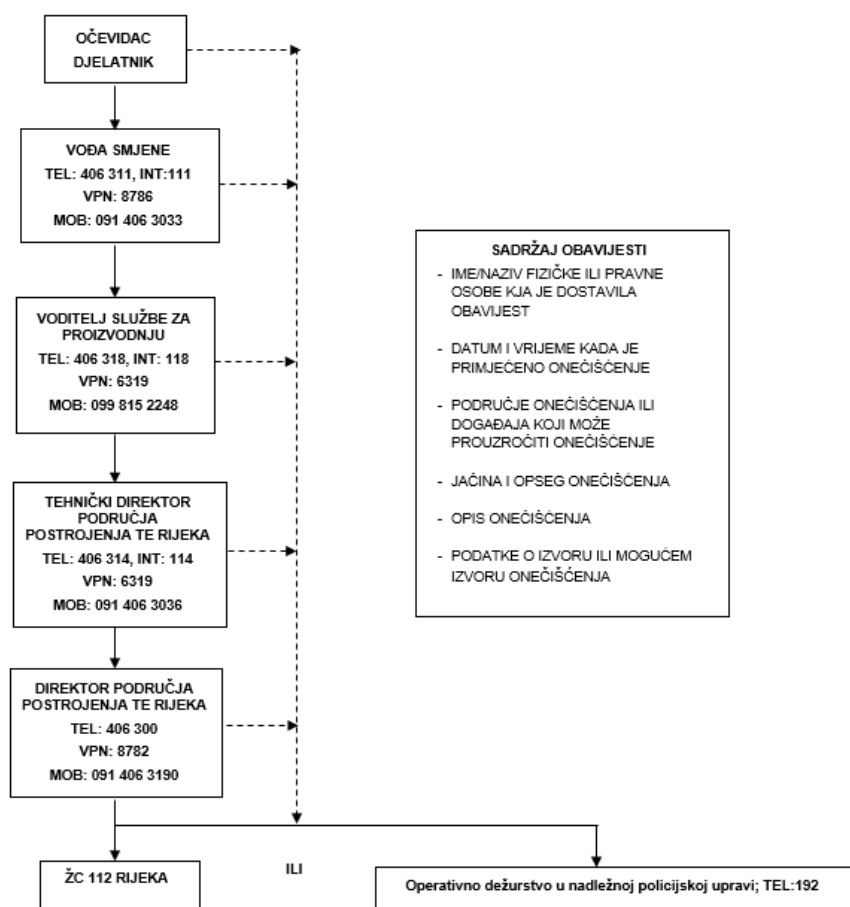 OČEVIDAC
DJELATNIK
VOĐA SMJENE
TEL: 406 311, INT:111
VPN: 8786
MOB: 091 406 3033
VODITELJ SLUŽBE ZA
PROIZVODNJU
TEL: 406 318, INT: 118
VPN: 6319
MOB: 099 815 2248
TEHNIČKI DIREKTOR
PODRUČJA
POSTROJENJA TE RIJEKA
TEL: 406 314, INT: 114
VPN: 6319
MOB: 091 406 3036
DIREKTOR PODRUČJA
POSTROJENJA TE RIJEKA
TEL: 406 300
VPN: 8782
MOB: 091 406 3190
SADRŽAJ OBAVIJESTI
- IME/NAZIV FIZIČKE ILI PRAVNE
OSOBE KJA JE DOSTAVILA
OBAVIJEST
- DATUM I VRIJEME KADA JE
PRIMJEĆENO ONEČIŠĆENJE
- PODRUČJE ONEČIŠĆENJA ILI
DOGAĐAJA KOJI MOŽE
PROUZROČITI ONEČIŠĆENJE
- JAČINA I OPSEG ONEČIŠĆENJA
- OPIS ONEČIŠĆENJA
- PODATKE O IZVORU ILI MOGUĆEM
IZVORU ONEČIŠĆENJA
ŽC 112 RIJEKA
ILI
Operativno dežurstvo u nadležnoj policijskoj upravi; TEL:192